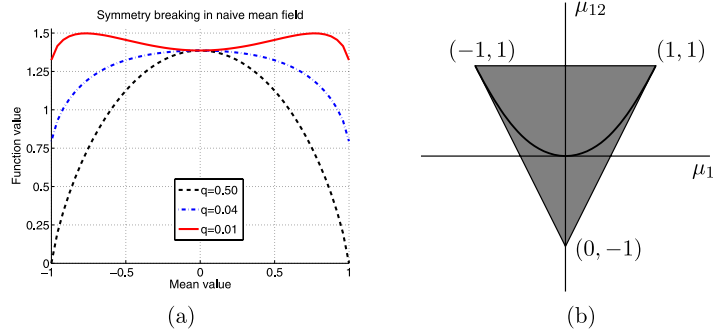 Symmetry breaking in naive mean field
Function value
1.5
1.25
1
0.75
0.5
0.25
0
q=0.50
q=0.04
q=0.01
−1
−0.5
0
0.5
1
Mean value
(a)
μ12
(−1, 1)
(1, 1)
μ1
(0, −1)
(b)